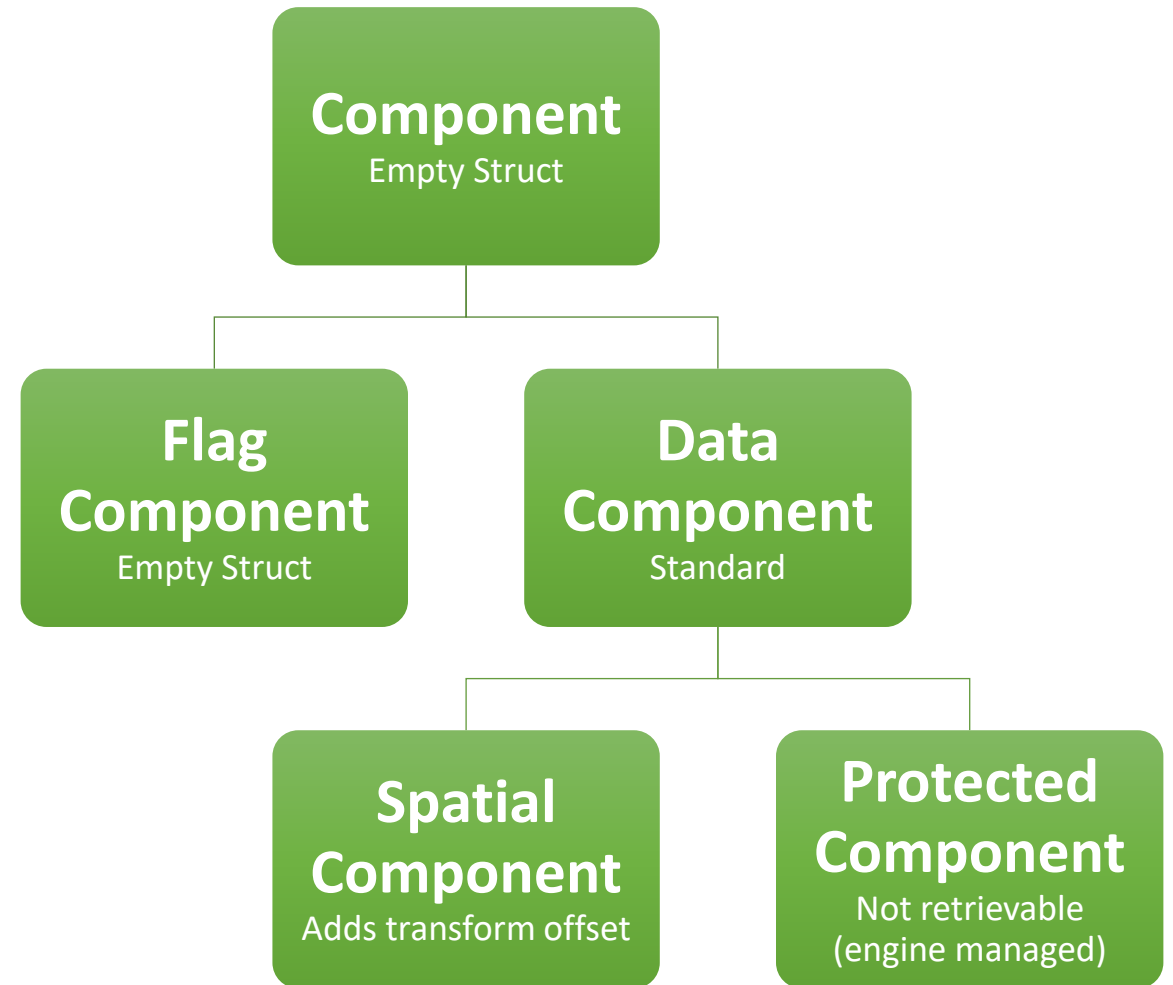 Component
Empty Struct
Flag
Component
Empty Struct
Data
Component
Standard
Spatial
Component
Adds transform offset
Protected
Component
Not retrievable
(engine managed)